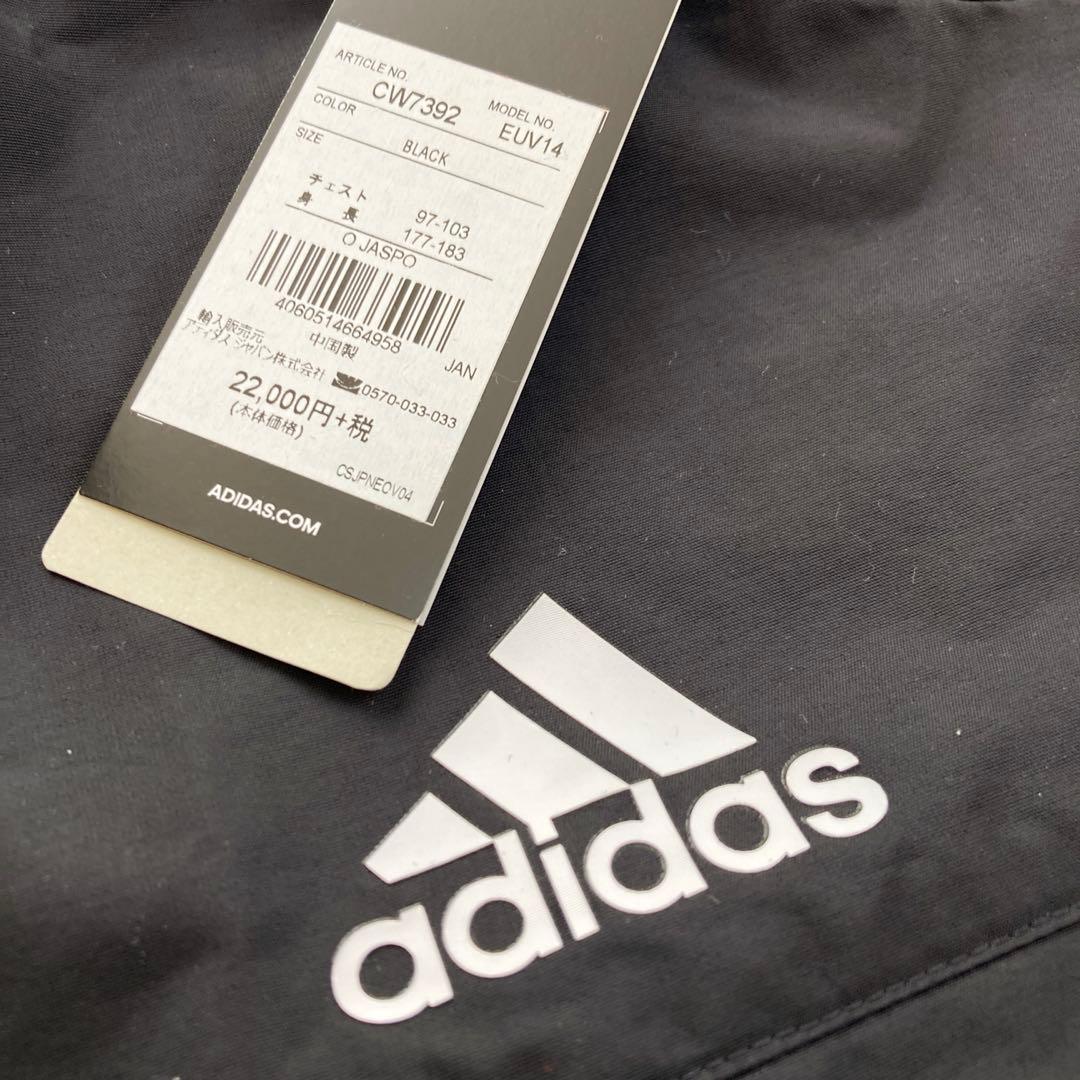 ARTICLE NO.
CW7392
MODEL NO.
EUV14
COLOR
BLACK
SIZE
チェスト 97-103
身 長 177-183
O JASPO
4060514664958
JAN
中国製
輸入販売元
アディダス ジャパン株式会社
0570-033-033
22,000円+税
(本体価格)
CSJPNEOV04
ADIDAS.COM
adidas